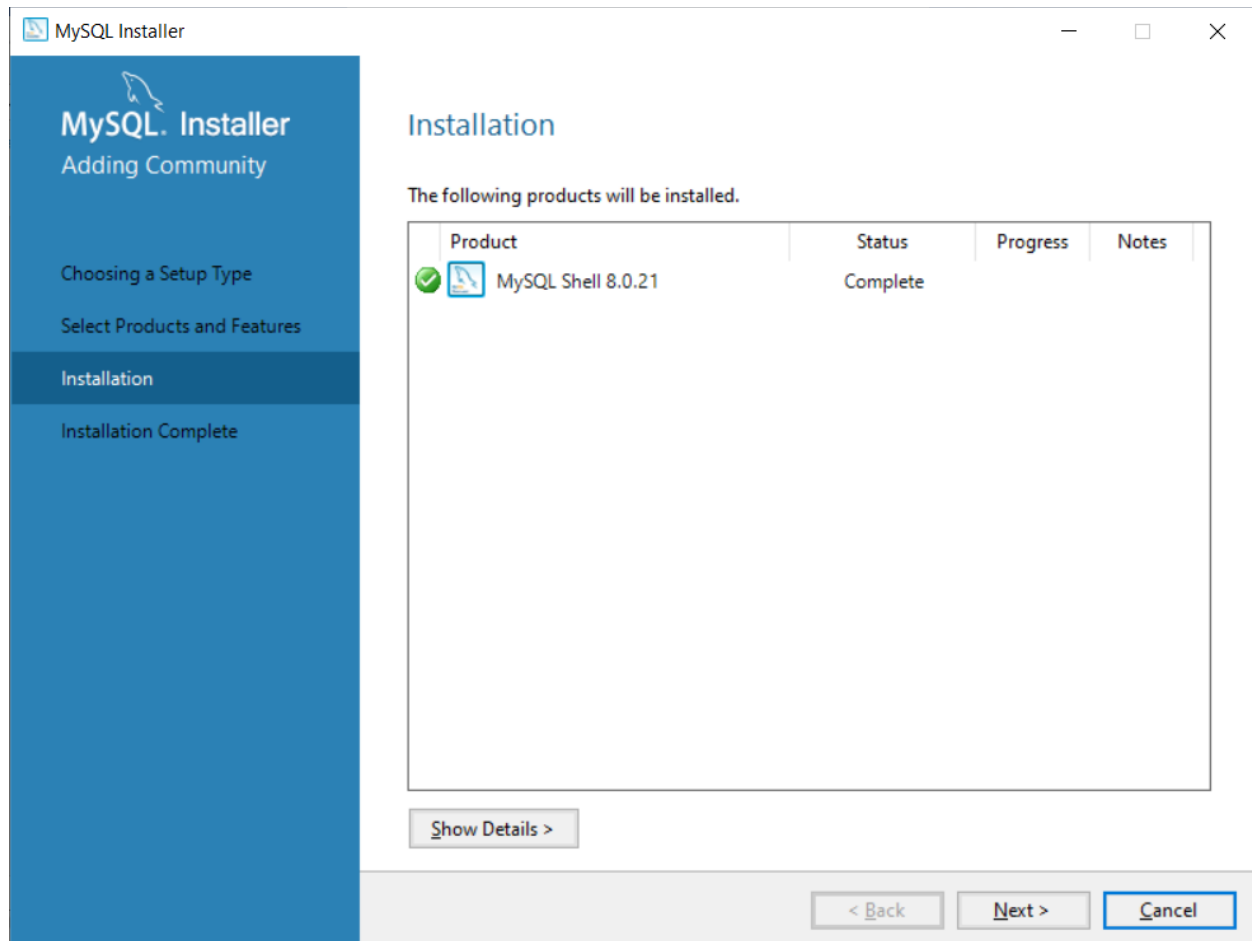 MySQL Installer
MySQL. Installer
Adding Community
Choosing a Setup Type
Select Products and Features
Installation
Installation Complete
Installation
The following products will be installed.
Product Status Progress Notes
MySQL Shell 8.0.21 Complete
Show Details >
< Back Next > Cancel